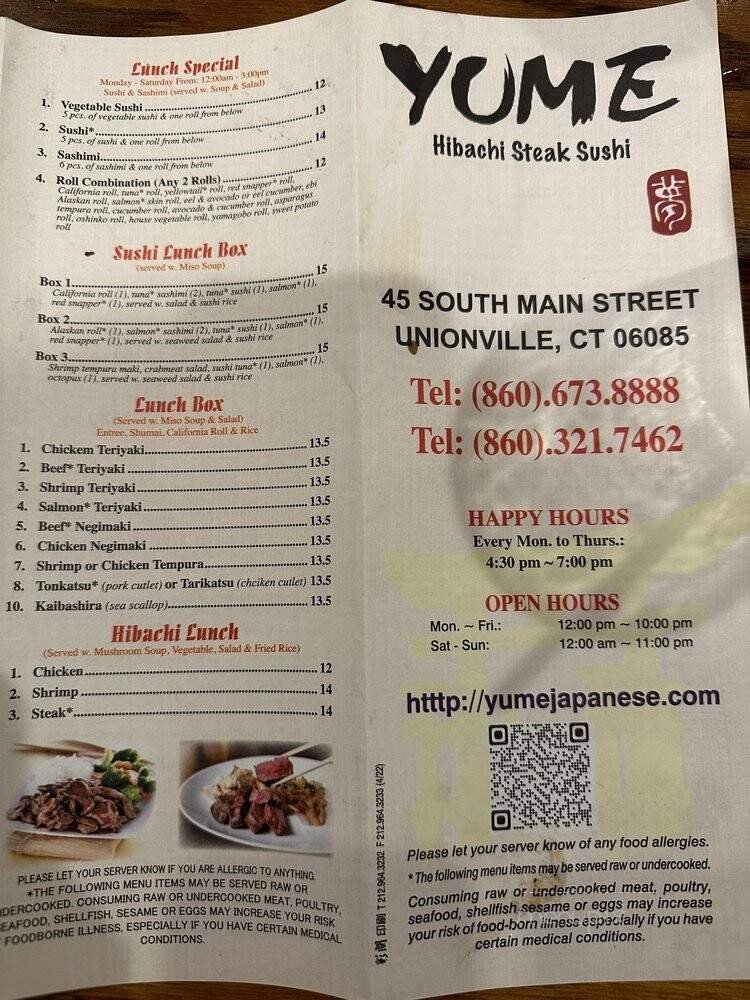 Lunch Special
Monday - Saturday From: 12:00am - 3:00pm
Sushi & Sashimi (served w. Soup & Salad)
1. Vegetable Sushi 12
5 pcs. of vegetable sushi & one roll from below
2. Sushi* 13
5 pcs. of sushi & one roll from below
3. Sashimi 14
6 pcs. of sashimi & one roll from below
4. Roll Combination (Any 2 Rolls) 12
California roll, tuna* roll, yellowtail* roll, red snapper* roll,
Alaskan roll, salmon* skin roll, eel & avocado or eel cucumber, ebi
tempura roll, cucumber roll, avocado & cucumber roll, asparagus
roll, oshinko roll, house vegetable roll, yamagobo roll, sweet potato
roll
Sushi Lunch Box
(served w. Miso Soup)
Box 1 15
California roll (1), tuna* sashimi (2), tuna* sushi (1), salmon* (1),
red snapper* (1), served w. salad & sushi rice
Box 2 15
Alaskan roll* (1), salmon* sashimi (2), tuna* sushi (1), salmon* (1),
red snapper* (1), served w. seaweed salad & sushi rice
Box 3 15
Shrimp tempura maki, crabmeat salad, sushi tuna* (1), salmon* (1),
octopus (1), served w. seaweed salad & sushi rice
Lunch Box
(Served w. Miso Soup & Salad)
Entree, Shumai, California Roll & Rice
1. Chickem Teriyaki 13.5
2. Beef* Teriyaki 13.5
3. Shrimp Teriyaki 13.5
4. Salmon* Teriyaki 13.5
5. Beef* Negimaki 13.5
6. Chicken Negimaki 13.5
7. Shrimp or Chicken Tempura 13.5
8. Tonkatsu* (pork cutlet) or Tarikatsu (chciken cutlet) 13.5
10. Kaibashira (sea scallop) 13.5
Hibachi Lunch
(Served w. Mushroom Soup, Vegetable, Salad & Fried Rice)
1. Chicken 12
2. Shrimp 14
3. Steak* 14
PLEASE LET YOUR SERVER KNOW IF YOU ARE ALLERGIC TO ANYTHING.
*THE FOLLOWING MENU ITEMS MAY BE SERVED RAW OR
UNDERCOOKED. CONSUMING RAW OR UNDERCOOKED MEAT, POULTRY,
SEAFOOD, SHELLFISH, SESAME OR EGGS MAY INCREASE YOUR RISK
FOODBORNE ILLNESS, ESPECIALLY IF YOU HAVE CERTAIN MEDICAL
CONDITIONS.
印刷 T 212.964.3232 F 212.964.3233 (4/22)
YUME
Hibachi Steak Sushi
夢
45 SOUTH MAIN STREET
UNIONVILLE, CT 06085
Tel: (860).673.8888
Tel: (860).321.7462
HAPPY HOURS
Every Mon. to Thurs.:
4:30 pm ~ 7:00 pm
OPEN HOURS
Mon. ~ Fri.: 12:00 pm ~ 10:00 pm
Sat - Sun: 12:00 am ~ 11:00 pm
htttp://yumejapanese.com
Please let your server know of any food allergies.
* The following menu items may be served raw or undercooked.
Consuming raw or undercooked meat, poultry,
seafood, shellfish sesame or eggs may increase
your risk of food-born illness especially if you have
certain medical conditions.